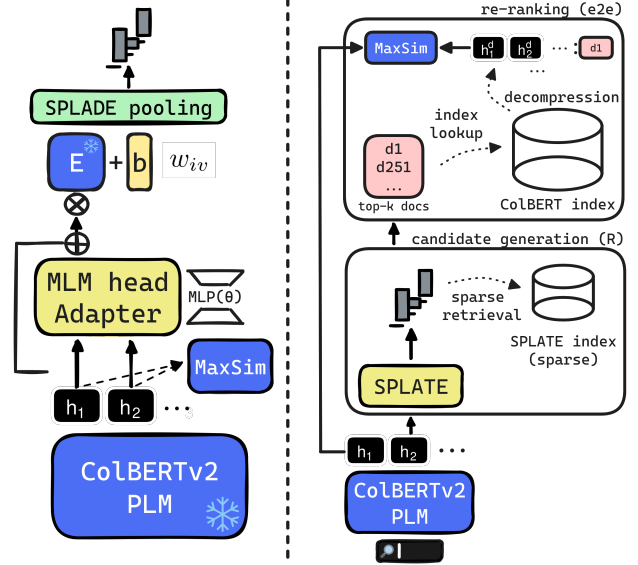 SPLADE pooling
E + b w_{iv}
MLM head
Adapter
MLP(θ)
MaxSim
h₁ h₂ ...
ColBERTv2
PLM
re-ranking (e2e)
MaxSim h₁ᵈ h₂ᵈ ... : d1
...
decompression
index
lookup
d1
d251
...
top-k docs
ColBERT index
candidate generation (R)
sparse
retrieval
SPLATE index
(sparse)
SPLATE
h₁ h₂ ...
ColBERTv2
PLM